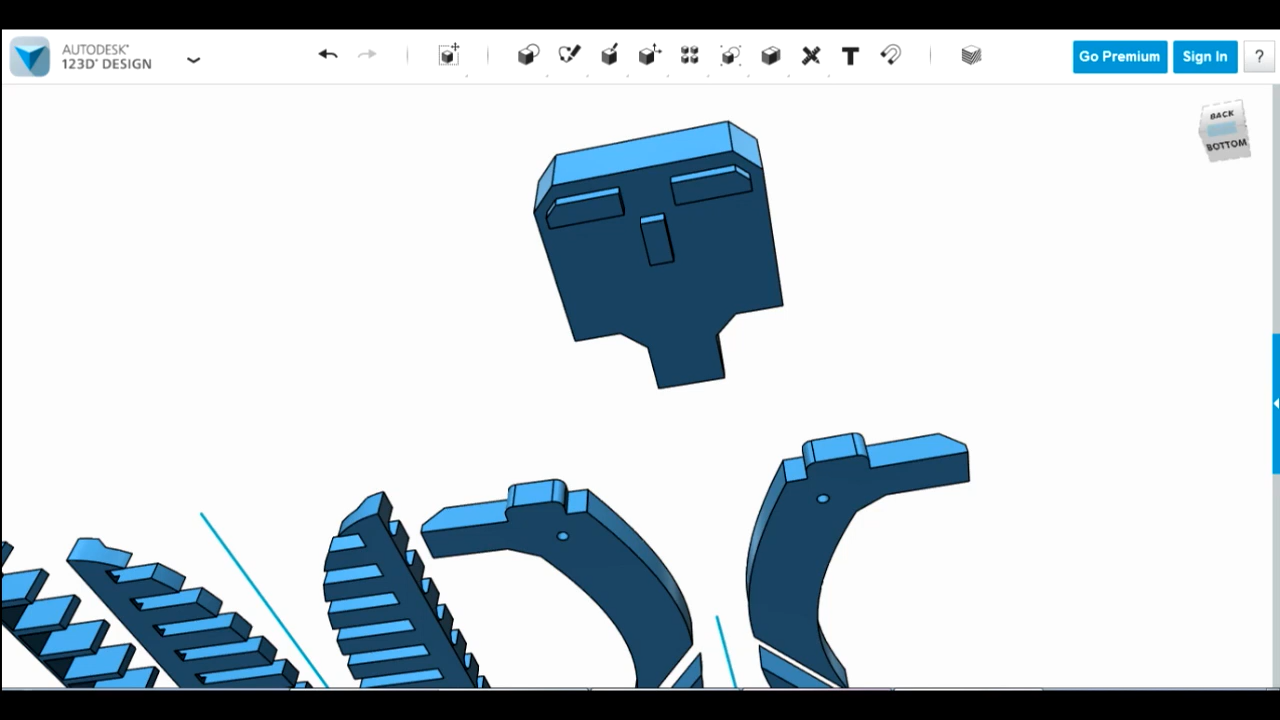 AUTODESK®
123D® DESIGN
T
Go Premium
Sign In
?
BACK
BOTTOM